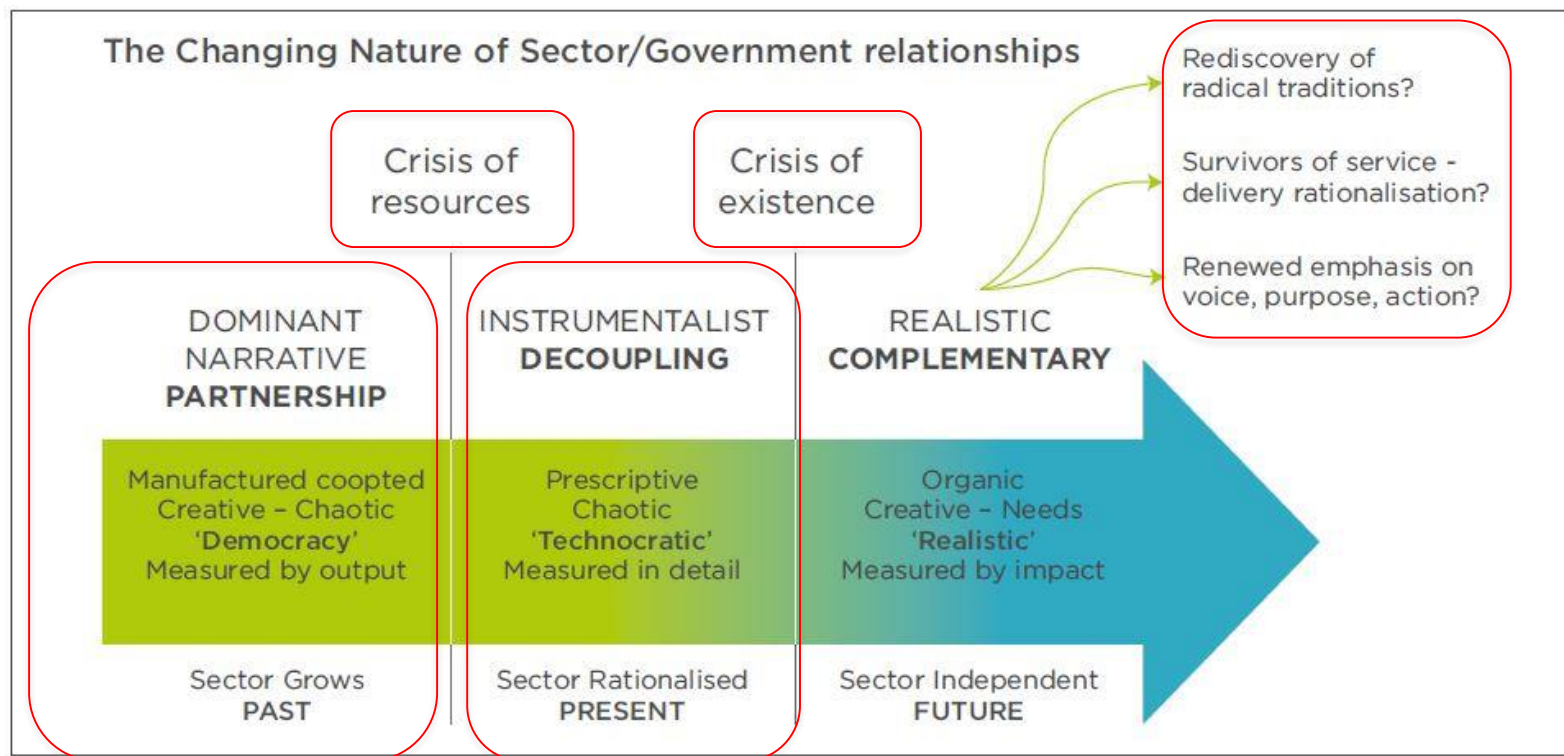 The Changing Nature of Sector/Government relationships
Crisis of
resources
Crisis of
existence
Rediscovery of
radical traditions?
Survivors of service -
delivery rationalisation?
Renewed emphasis on
voice, purpose, action?
DOMINANT
NARRATIVE
PARTNERSHIP
INSTRUMENTALIST
DECOUPLING
REALISTIC
COMPLEMENTARY
Manufactured coopted
Creative – Chaotic
‘Democracy’
Measured by output
Prescriptive
Chaotic
‘Technocratic’
Measured in detail
Organic
Creative – Needs
‘Realistic’
Measured by impact
Sector Grows
PAST
Sector Rationalised
PRESENT
Sector Independent
FUTURE